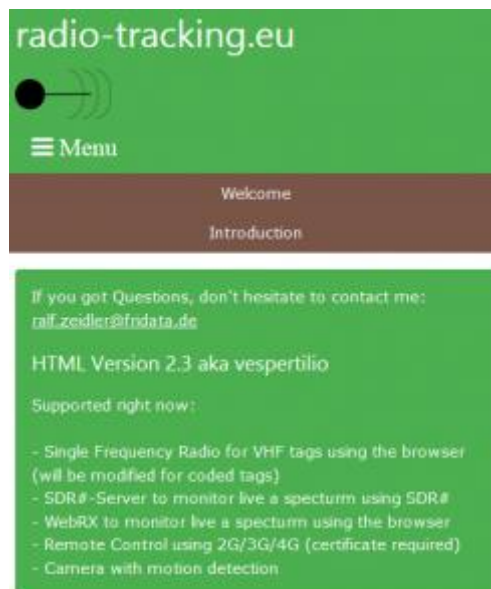 radio-tracking.eu
Menu
Welcome
Introduction
If you got Questions, don't hesitate to contact me:
ralf.zeidler@fridata.de
HTML Version 2.3 aka vespertilio
Supported right now:
- Single Frequency Radio for VHF tags using the browser
(will be modified for coded tags)
- SDR#-Server to monitor live a specturm using SDR#
- WebRX to monitor live a specturm using the browser
- Remote Control using 2G/3G/4G (certificate required)
- Camera with motion detection